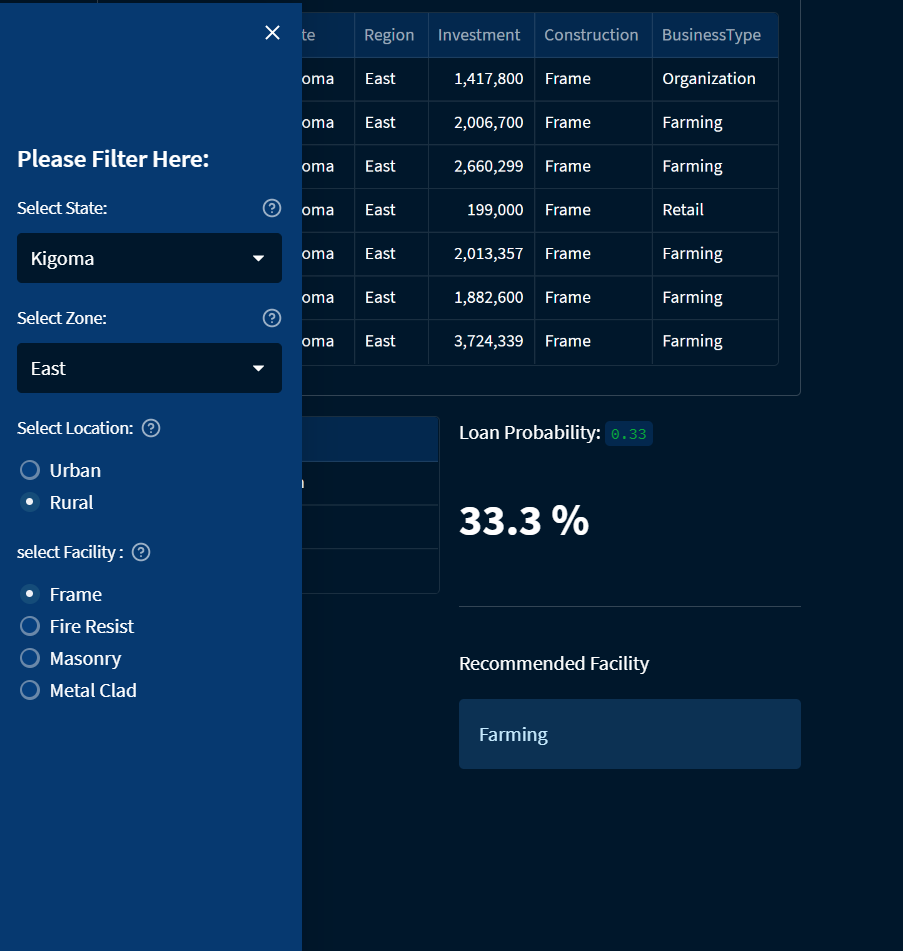 te Region Investment Construction BusinessType
oma East 1,417,800 Frame Organization
oma East 2,006,700 Frame Farming
oma East 2,660,299 Frame Farming
oma East 199,000 Frame Retail
oma East 2,013,357 Frame Farming
oma East 1,882,600 Frame Farming
oma East 3,724,339 Frame Farming
Please Filter Here:
Select State:
Kigoma
Select Zone:
East
Select Location:
Urban
Rural
select Facility :
Frame
Fire Resist
Masonry
Metal Clad
Loan Probability: 0.33
33.3 %
Recommended Facility
Farming